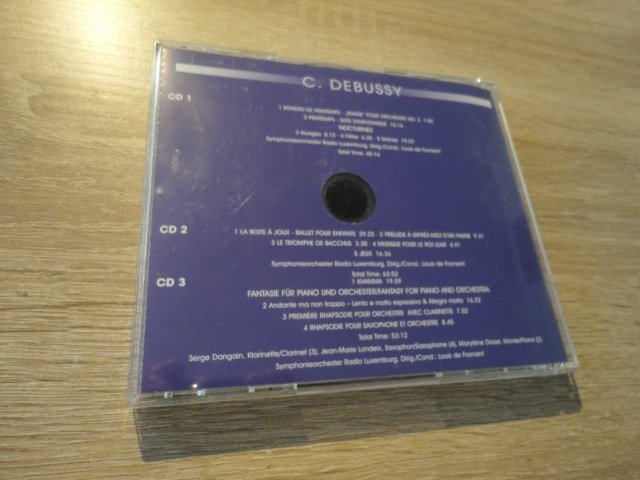 C. DEBUSSY
CD 1
1 RONDES DE PRINTEMPS - „IMAGES" POUR ORCHESTRE NO. 3 7.52
2 PRINTEMPS - SUITE SYMPHONIQUE 15.16
NOCTURNES
3 Nuages 8.12 - 4 Fêtes 6.25 - 5 Sirènes 10.23
Symphonieorchester Radio Luxemburg, Dirig./Cond.: Louis de Froment
Total Time: 48:10
CD 2
1 LA BOITE À JOUX - BALLET POUR ENFANTS 29.22 - 2 PRÉLUDE À L'APRÈS-MIDI D'UN FAUNE 9.31
3 LE TRIOMPHE DE BACCHUS 3.30 - 4 MUSIQUE POUR LE ROI LEAR 4.41
5 JEUX - 16.36
Symphonieorchester Radio Luxemburg, Dirig./Cond.: Louis de Froment
Total Time: 63:52
CD 3
1 KHAMMA 19.59
FANTASIE FÜR PIANO UND ORCHESTER/FANTASY FOR PIANO AND ORCHESTRA
2 Andante ma non troppo – Lento e molto espressivo & Allegro molto 16.32
3 PREMIÈRE RHAPSODIE POUR ORCHESTRE AVEC CLARINETTE 7.52
4 RHAPSODIE POUR SAXOPHONE ET ORCHESTRE 8.45
Total Time: 53:12
Serge Dangain, Klarinette/Clarinet (3), Jean-Marie Londeix, Saxophon/Saxophone (4), Marylène Dosse, Klavier/Piano (2)
Symphonieorchester Radio Luxemburg, Dirig./Cond.: Louis de Froment